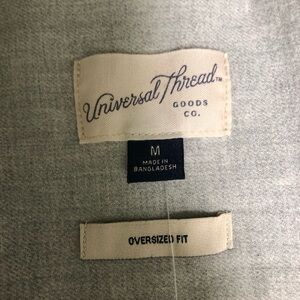 Universal Thread™
GOODS
CO.
M
MADE IN
BANGLADESH
OVERSIZED FIT